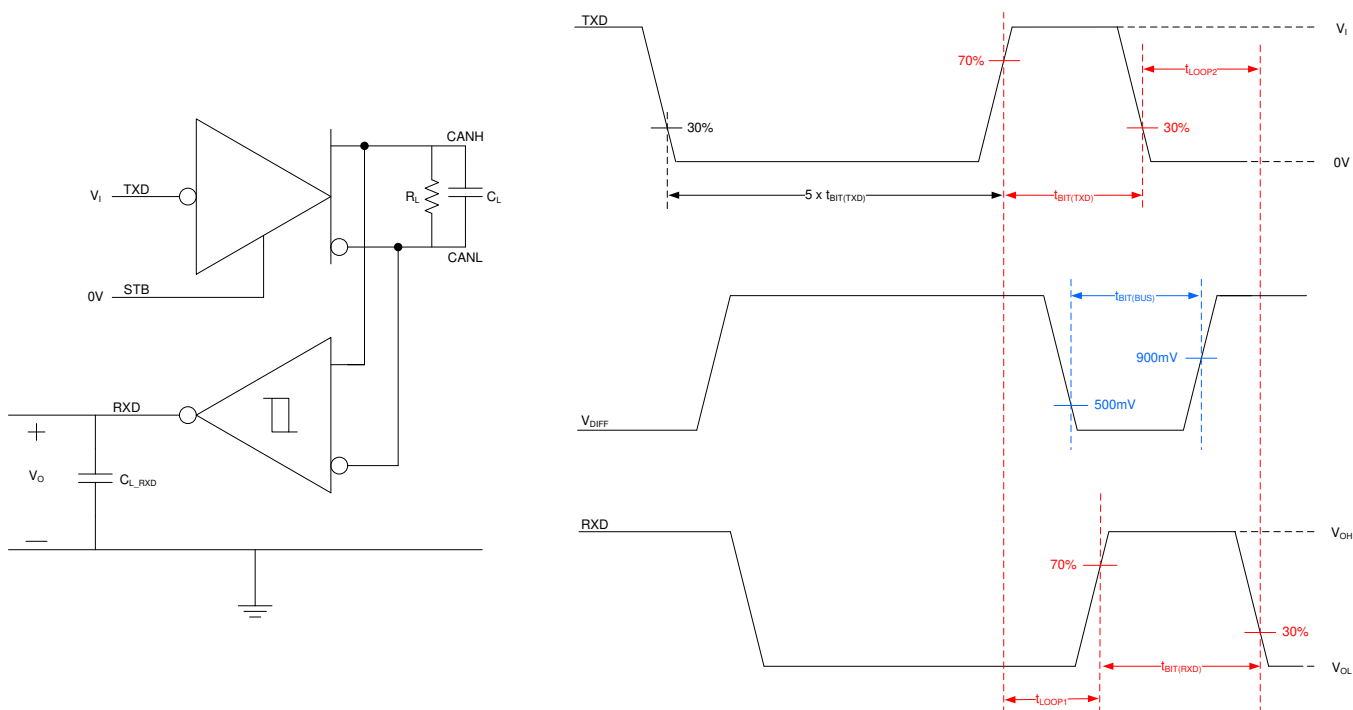 CANH
V_I TXD
R_L C_L
CANL
0V STB
RXD
+
V_O
C_L_RXD
—
TXD
V_I
70%
t_LOOP2
30%
30%
0V
5 x t_BIT(TXD)
t_BIT(TXD)
t_BIT(BUS)
900mV
500mV
V_DIFF
RXD
V_OH
70%
30%
t_BIT(RXD)
V_OL
t_LOOP1